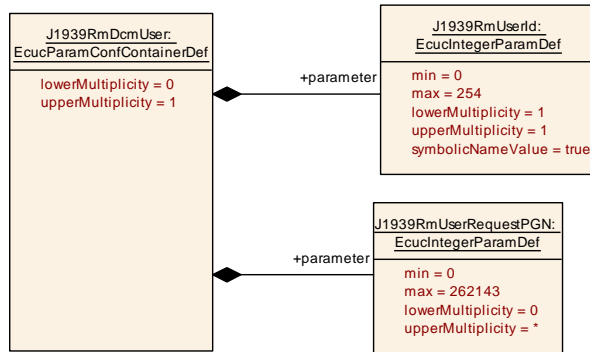 J1939RmDcmUser:
EcucParamConfContainerDef
lowerMultiplicity = 0
upperMultiplicity = 1
+parameter
J1939RmUserId:
EcucIntegerParamDef
min = 0
max = 254
lowerMultiplicity = 1
upperMultiplicity = 1
symbolicNameValue = true
+parameter
J1939RmUserRequestPGN:
EcucIntegerParamDef
min = 0
max = 262143
lowerMultiplicity = 0
upperMultiplicity = *